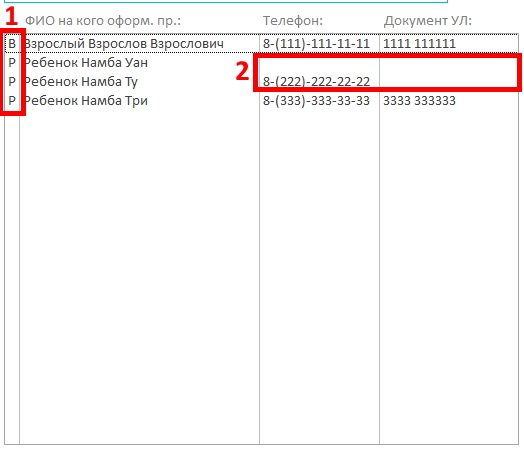 1 ФИО на кого оформ. пр.: Телефон: Документ УЛ:
В Взрослый Взрослов Взрослович 8-(111)-111-11-11 1111 111111
Р Ребенок Намба Уан
2
Р Ребенок Намба Ту 8-(222)-222-22-22
Р Ребенок Намба Три 8-(333)-333-33-33 3333 333333